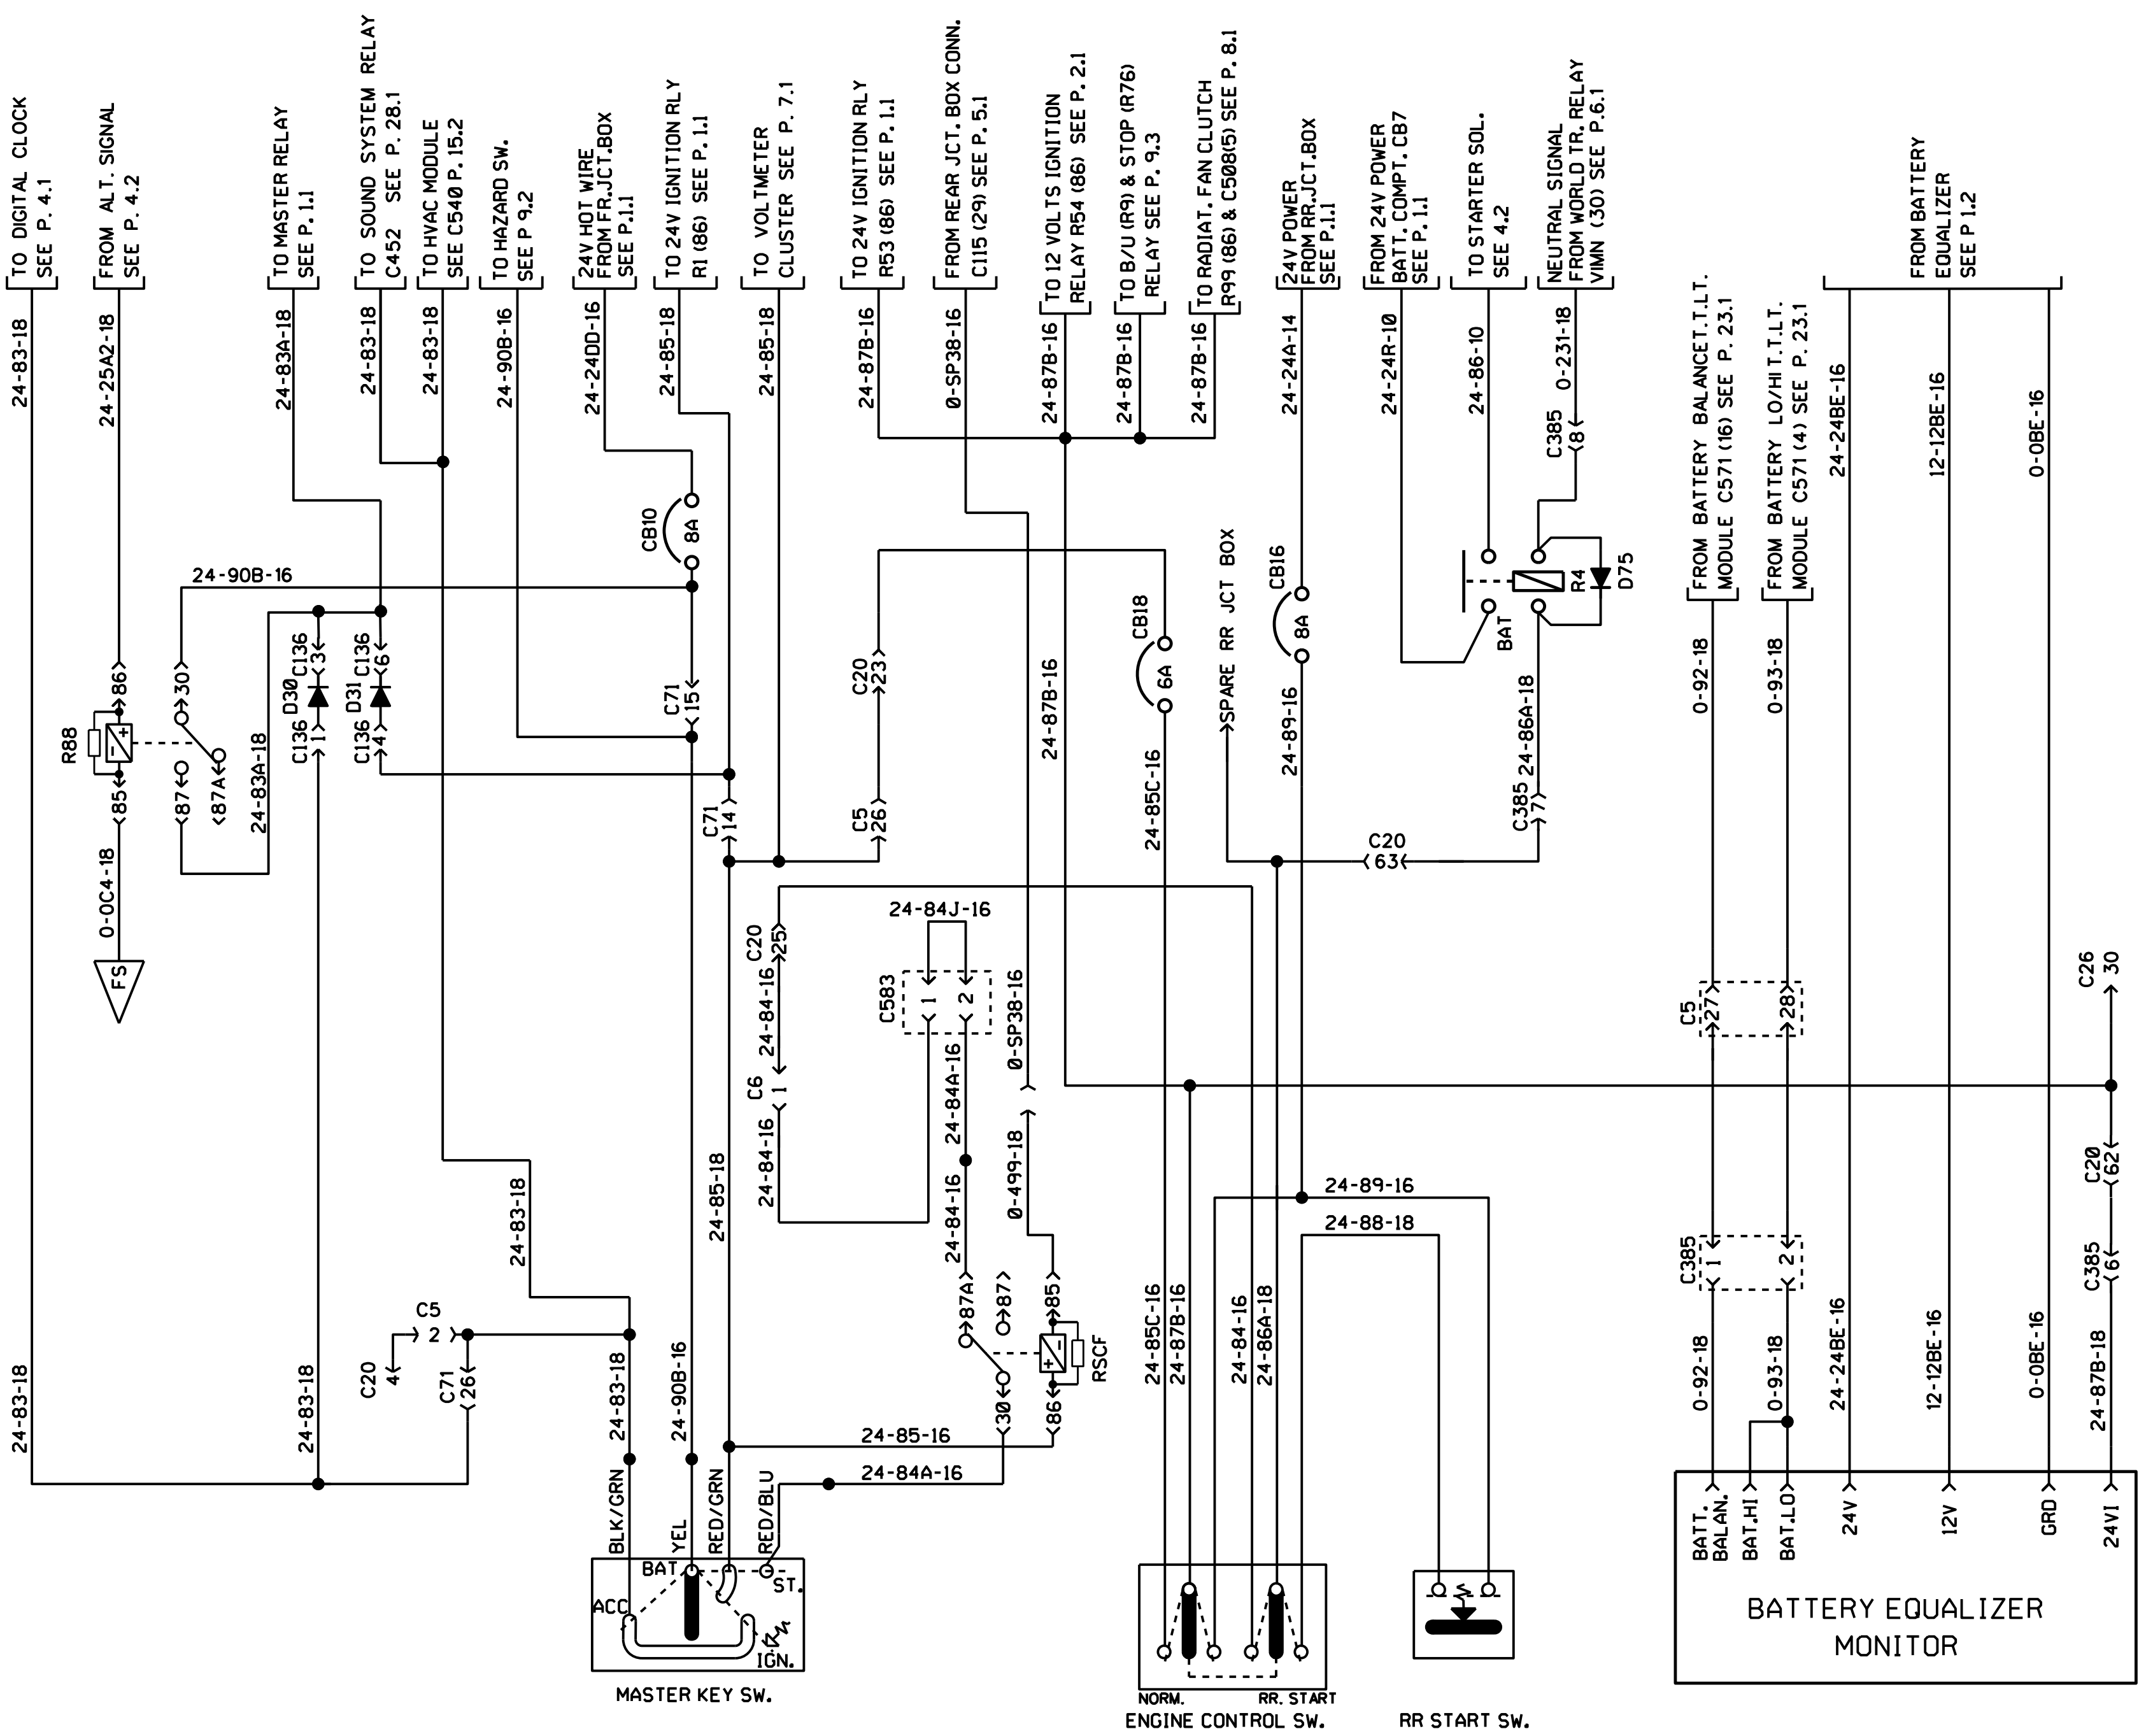 TO DIGITAL CLOCK
SEE P. 4.1
FROM ALT. SIGNAL
SEE P. 4.2
TO MASTER RELAY
SEE P. 1.1
TO SOUND SYSTEM RELAY
C452 SEE P. 28.1
TO HVAC MODULE
SEE C540 P. 15.2
TO HAZARD SW.
SEE P 9.2
24V HOT WIRE
FROM FR.JCT.BOX
SEE P.1.1
TO 24V IGNITION RLY
R1 (86) SEE P. 1.1
TO VOLTMETER
CLUSTER SEE P. 7.1
TO 24V IGNITION RLY
R53 (86) SEE P. 1.1
FROM REAR JCT. BOX CONN.
C115 (29) SEE P. 5.1
TO 12 VOLTS IGNITION
RELAY R54 (86) SEE P. 2.1
TO B/U (R9) & STOP (R76)
RELAY SEE P. 9.3
TO RADIAT. FAN CLUTCH
R99 (86) & C508(5) SEE P. 8.1
24V POWER
FROM RR.JCT.BOX
SEE P.1.1
FROM 24V POWER
BATT. COMPT. CB7
SEE P. 1.1
TO STARTER SOL.
SEE 4.2
NEUTRAL SIGNAL
FROM WORLD TR. RELAY
VIMN (30) SEE P.6.1
FROM BATTERY BALANCE T.T.LT.
MODULE C571 (16) SEE P. 23.1
FROM BATTERY LO/HI T.T.LT.
MODULE C571 (4) SEE P. 23.1
FROM BATTERY
EQUALIZER
SEE P 1.2
24-83-18
24-25A2-18
24-83A-18
24-83-18
24-83-18
24-90B-16
24-24DD-16
24-85-18
24-85-18
24-87B-16
0-SP38-16
24-87B-16
24-87B-16
24-87B-16
24-24A-14
24-24R-10
24-86-10
0-231-18
24-24BE-16
12-12BE-16
0-0BE-16
C385
8
CB10
8A
24-90B-16
SPARE RR JCT BOX
CB16
8A
CB18
6A
R4
D75
BAT
C136
3
C136
6
D30
D31
C136
1
C136
4
C20
23
C71
15
86
30
R88
+
-
85
87
87A
24-83A-18
24-87B-16
24-89-16
24-86A-18
0-92-18
0-93-18
C71
14
C5
26
24-85C-16
C385
7
C20
63
0-0C4-18
FS
24-84J-16
C20
25
C583
1
2
24-84-16
0-SP38-16
C6
1
24-84A-16
24-84-16
0-499-18
24-85-18
24-84-16
C5
27
28
C26
30
C20
62
24-89-16
24-88-18
C385
1
2
C385
6
24-83-18
C5
2
C20
4
C71
26
87A
87
85
-
+
RSCF
30
86
24-83-18
24-83-18
24-83-18
24-90B-16
24-85-16
24-84A-16
24-85C-16
24-87B-16
24-84-16
24-86A-18
0-92-18
0-93-18
24-24BE-16
12-12BE-16
0-0BE-16
24-87B-18
BLK/GRN
YEL
RED/GRN
RED/BLU
BAT
ST.
ACC
IGN.
MASTER KEY SW.
NORM.
RR. START
ENGINE CONTROL SW.
RR START SW.
BATT.
BALAN.
BAT.HI
BAT.LO
24V
12V
GRD
24VI
BATTERY EQUALIZER
MONITOR